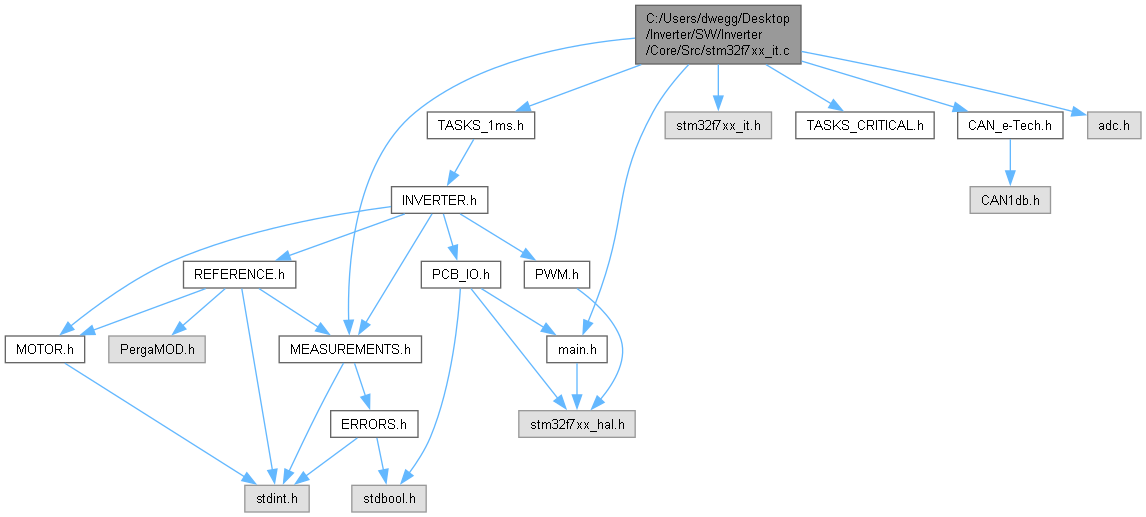 C:/Users/dwegg/Desktop
/Inverter/SW/Inverter
/Core/Src/stm32f7xx_it.c
TASKS_1ms.h
stm32f7xx_it.h
TASKS_CRITICAL.h
CAN_e-Tech.h
adc.h
INVERTER.h
CAN1db.h
REFERENCE.h
PCB_IO.h
PWM.h
MOTOR.h
PergaMOD.h
MEASUREMENTS.h
main.h
ERRORS.h
stm32f7xx_hal.h
stdint.h
stdbool.h